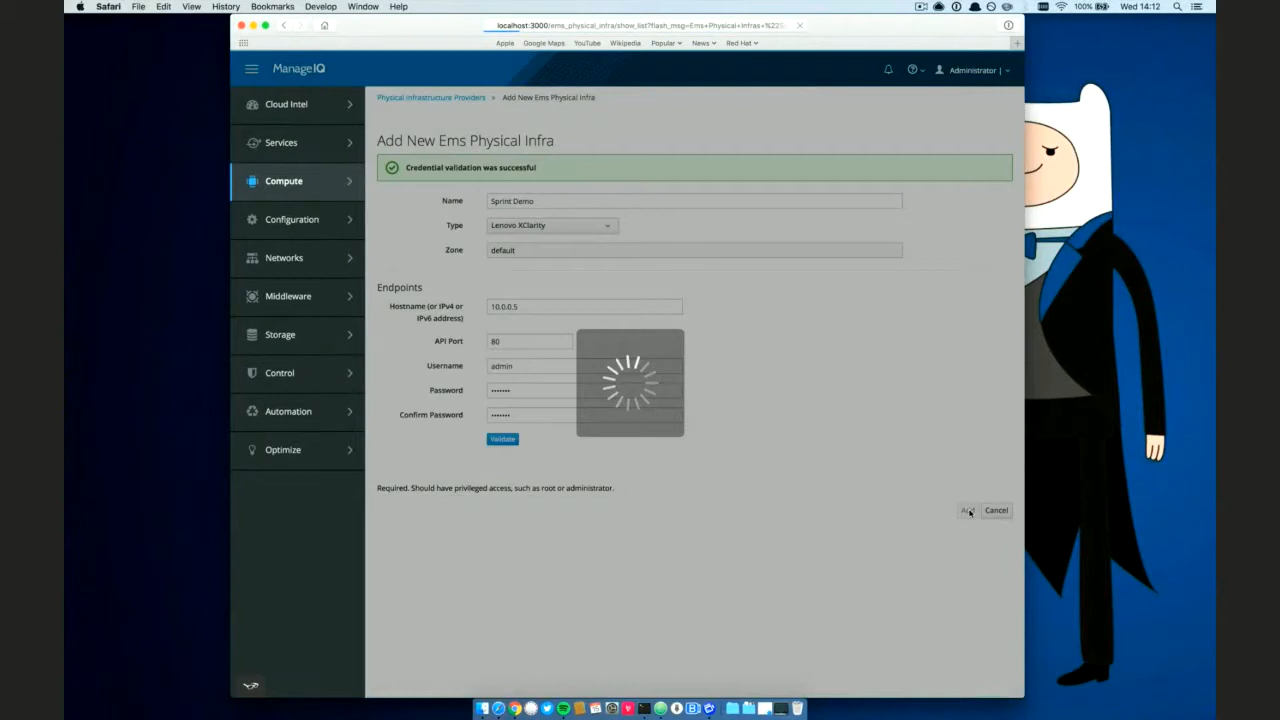 Safari File Edit View History Bookmarks Develop Window Help 100% Wed 14:12
localhost:3000/ems_physical_infra/show_list?flash_msg=Ems+Physical+Infras+%22S
Apple Google Maps YouTube Wikipedia Popular News Red Hat
ManageIQ Administrator |
Cloud Intel
Services
Compute
Configuration
Networks
Middleware
Storage
Control
Automation
Optimize
Physical Infrastructure Providers > Add New Ems Physical Infra
Add New Ems Physical Infra
Credential validation was successful
Name Sprint Demo
Type Lenovo XClarity
Zone default
Endpoints
Hostname (or IPv4 or
IPv6 address) 10.0.0.5
API Port 80
Username admin
Password •••••••
Confirm Password •••••••
Validate
Required. Should have privileged access, such as root or administrator.
Add Cancel